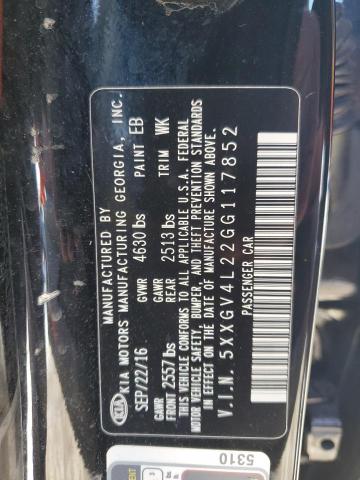 MANUFACTURED BY
KIA KIA MOTORS MANUFACTURING GEORGIA, INC.
SEP/22/16 GVWR 4630 lbs PAINT EB
GAWR FRONT 2557 lbs GAWR REAR 2513 lbs TRIM WK
THIS VEHICLE CONFORMS TO ALL APPLICABLE U.S.A. FEDERAL
MOTOR VEHICLE SAFETY, BUMPER, AND THEFT PREVENTION STANDARDS
IN EFFECT ON THE DATE OF MANUFACTURE SHOWN ABOVE.
V.I.N. 5XXGV4L22GG117852
PASSENGER CAR
5310